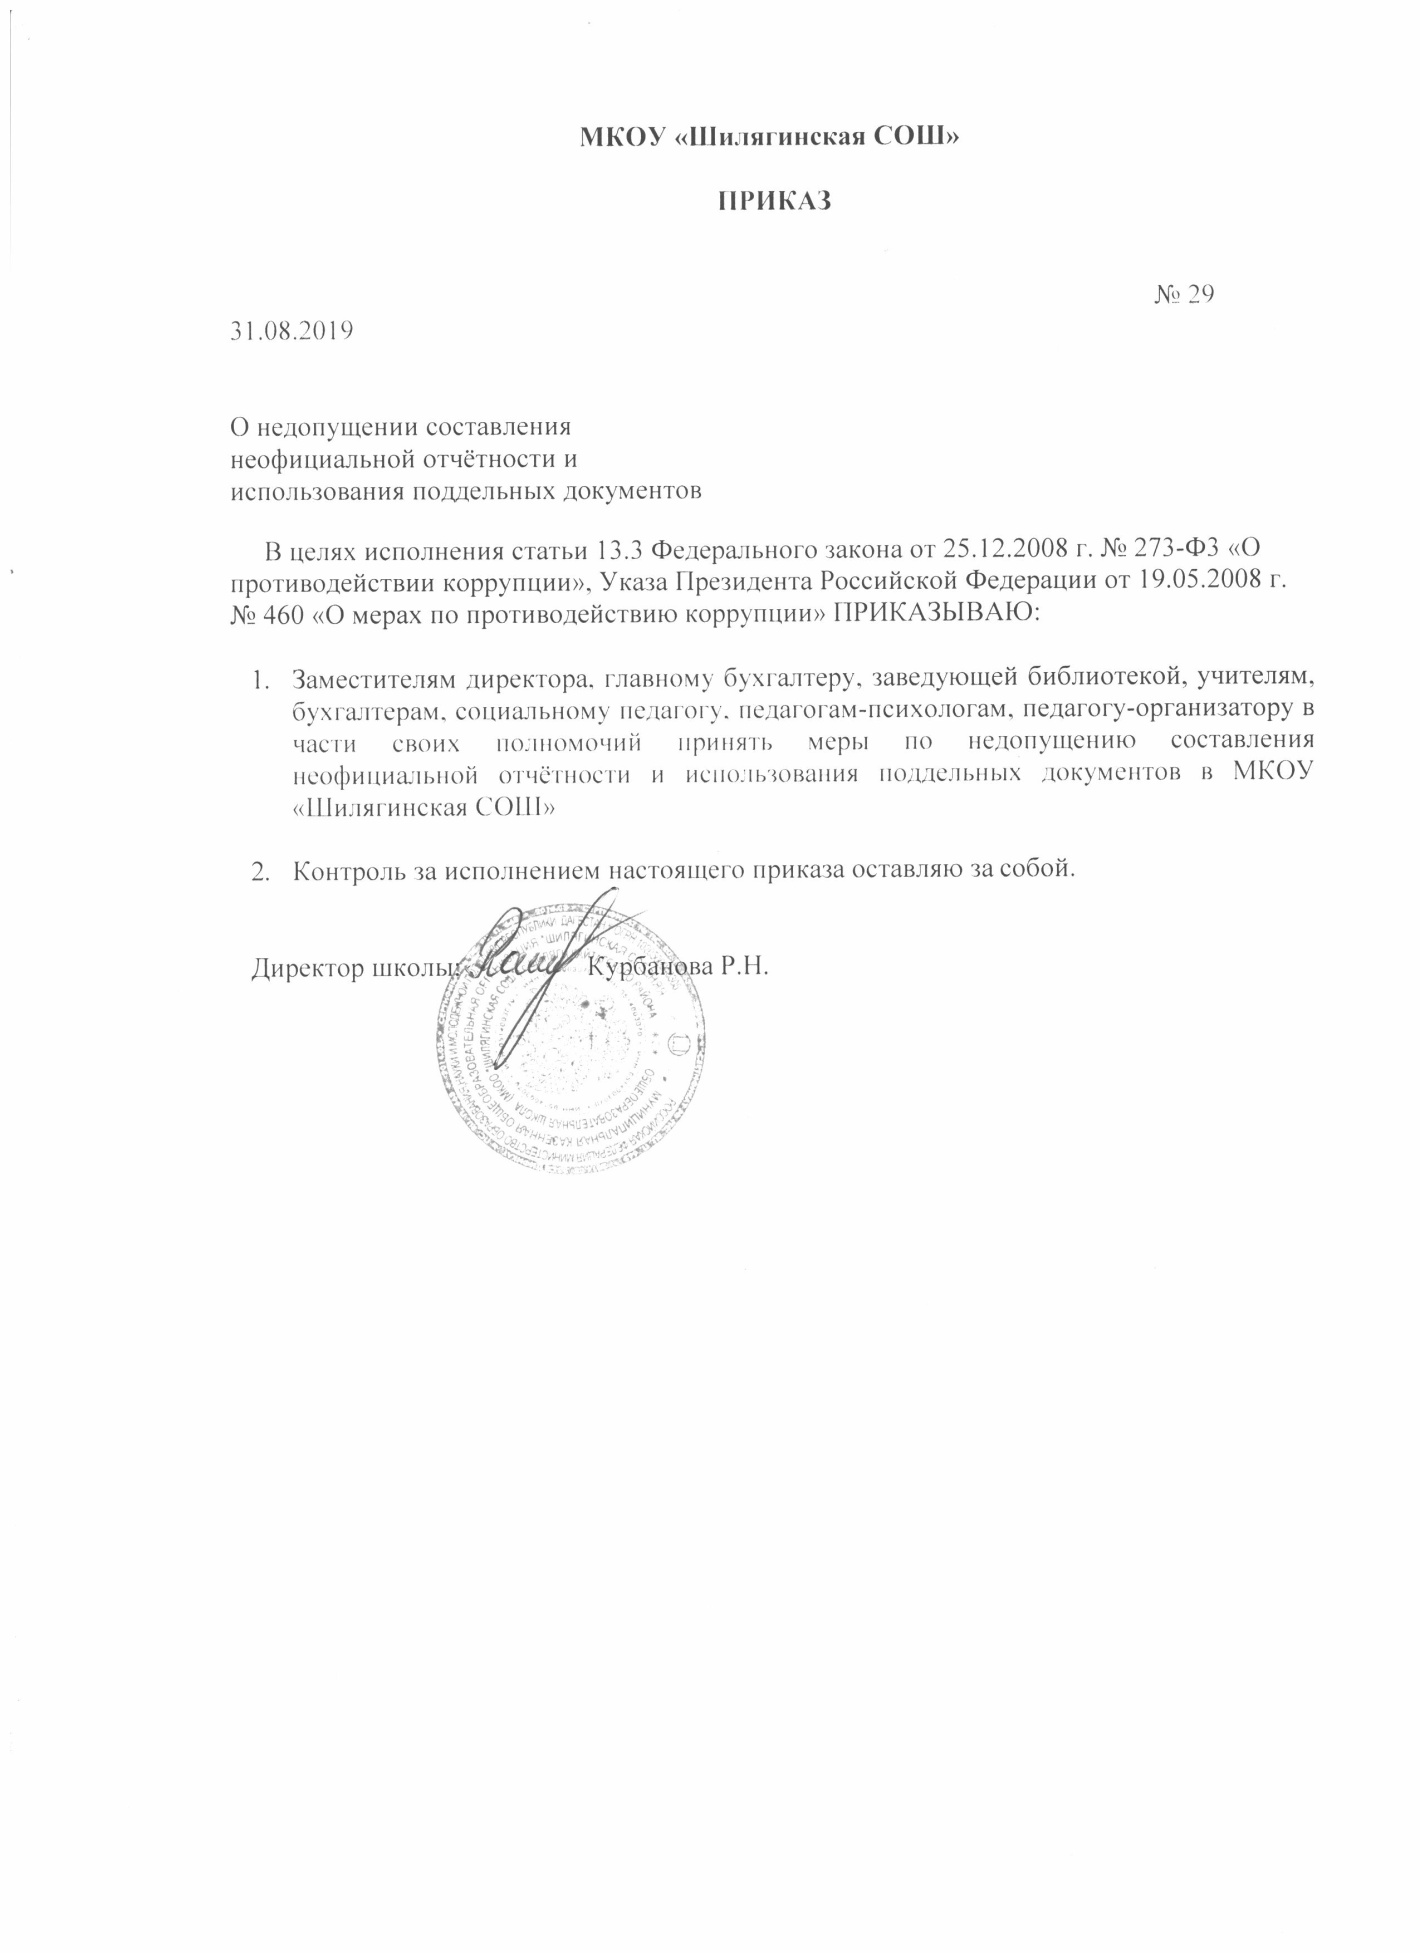 МКОУ «Шилягинская СОШ»
ПРИКАЗ
№ 29
31.08.2019
О недопущении составления
неофициальной отчётности и
использования поддельных документов
В целях исполнения статьи 13.3 Федерального закона от 25.12.2008 г. № 273-ФЗ «О
противодействии коррупции», Указа Президента Российской Федерации от 19.05.2008 г.
№ 460 «О мерах по противодействию коррупции» ПРИКАЗЫВАЮ:
1. Заместителям директора, главному бухгалтеру, заведующей библиотекой, учителям,
бухгалтерам, социальному педагогу, педагогам-психологам, педагогу-организатору в
части своих полномочий принять меры по недопущению составления
неофициальной отчётности и использования поддельных документов в МКОУ
«Шилягинская СОШ»
2. Контроль за исполнением настоящего приказа оставляю за собой.
Директор школы: Курбанова Р.Н.